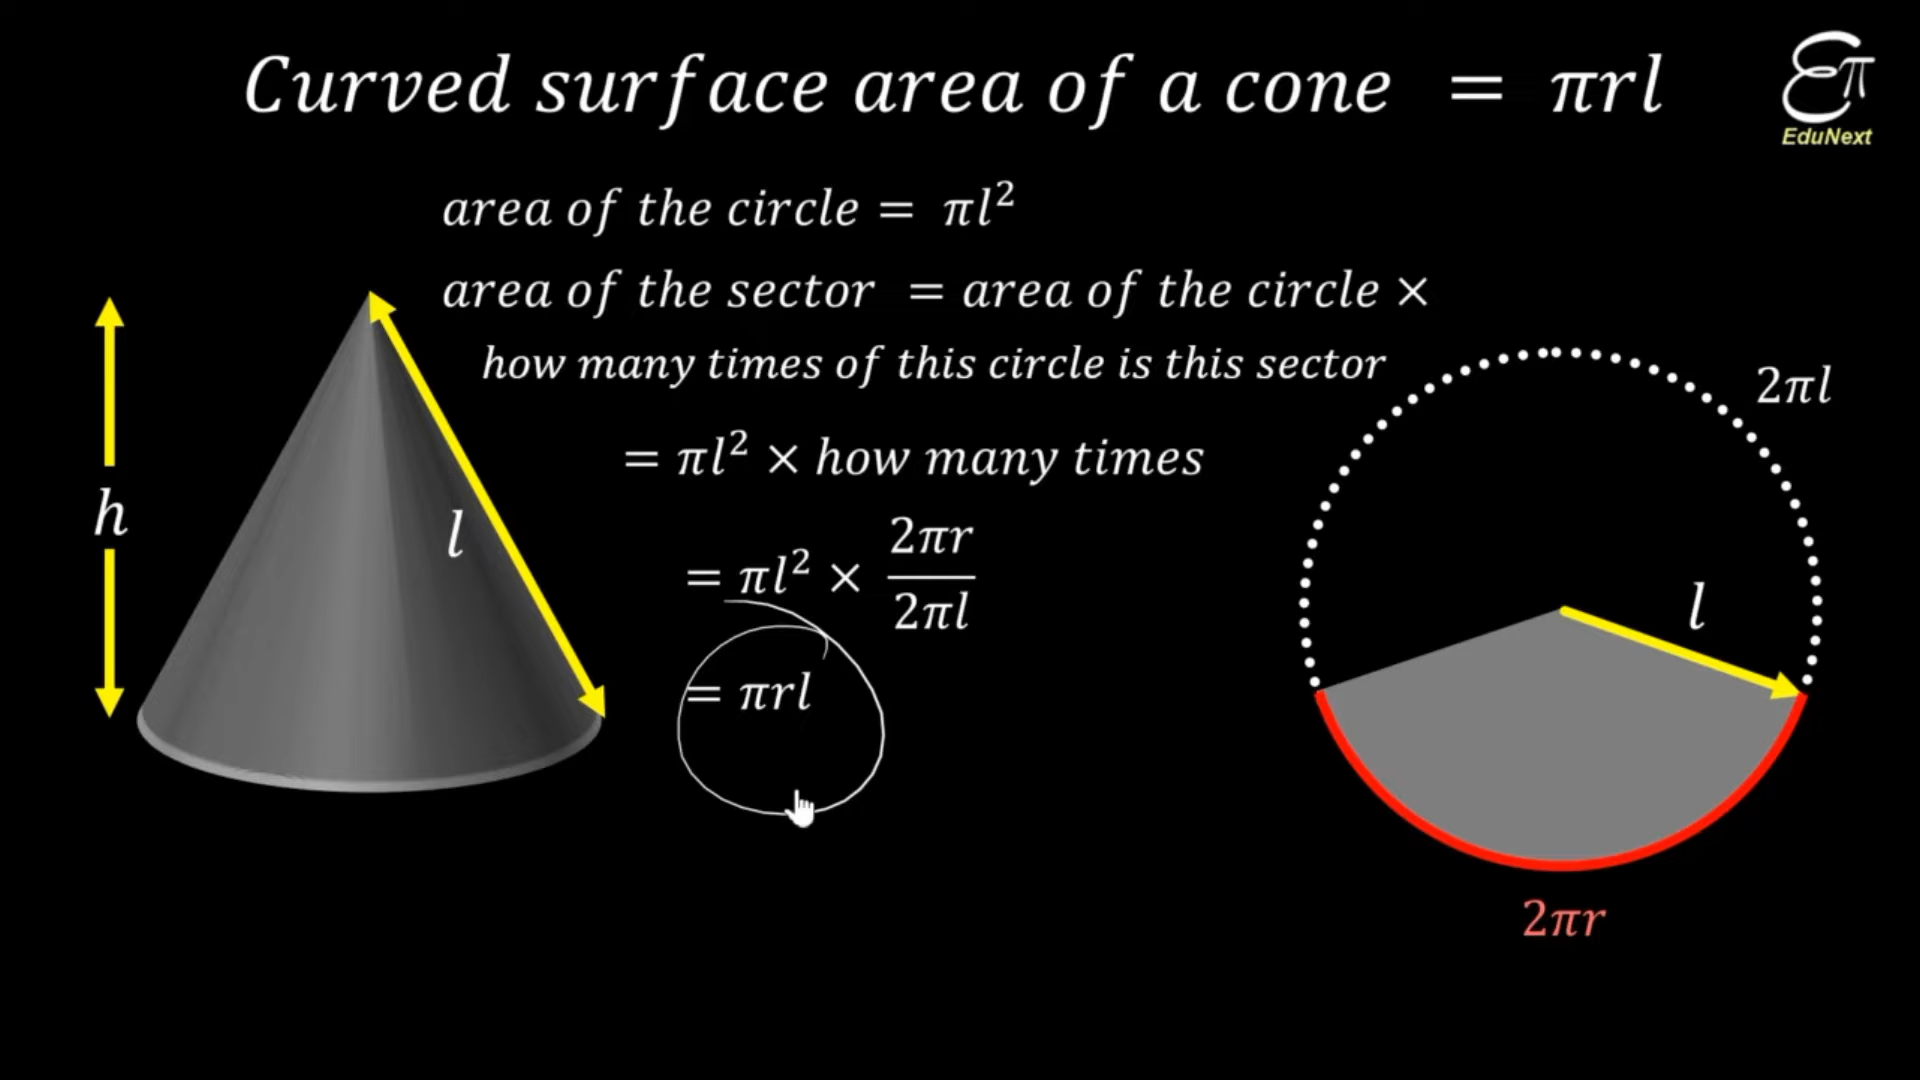 Curved surface area of a cone = πrl
επ
EduNext
area of the circle = πl²
area of the sector = area of the circle ×
how many times of this circle is this sector
= πl² × how many times
= πl² × 2πr/2πl
= πrl
h
l
2πl
l
2πr